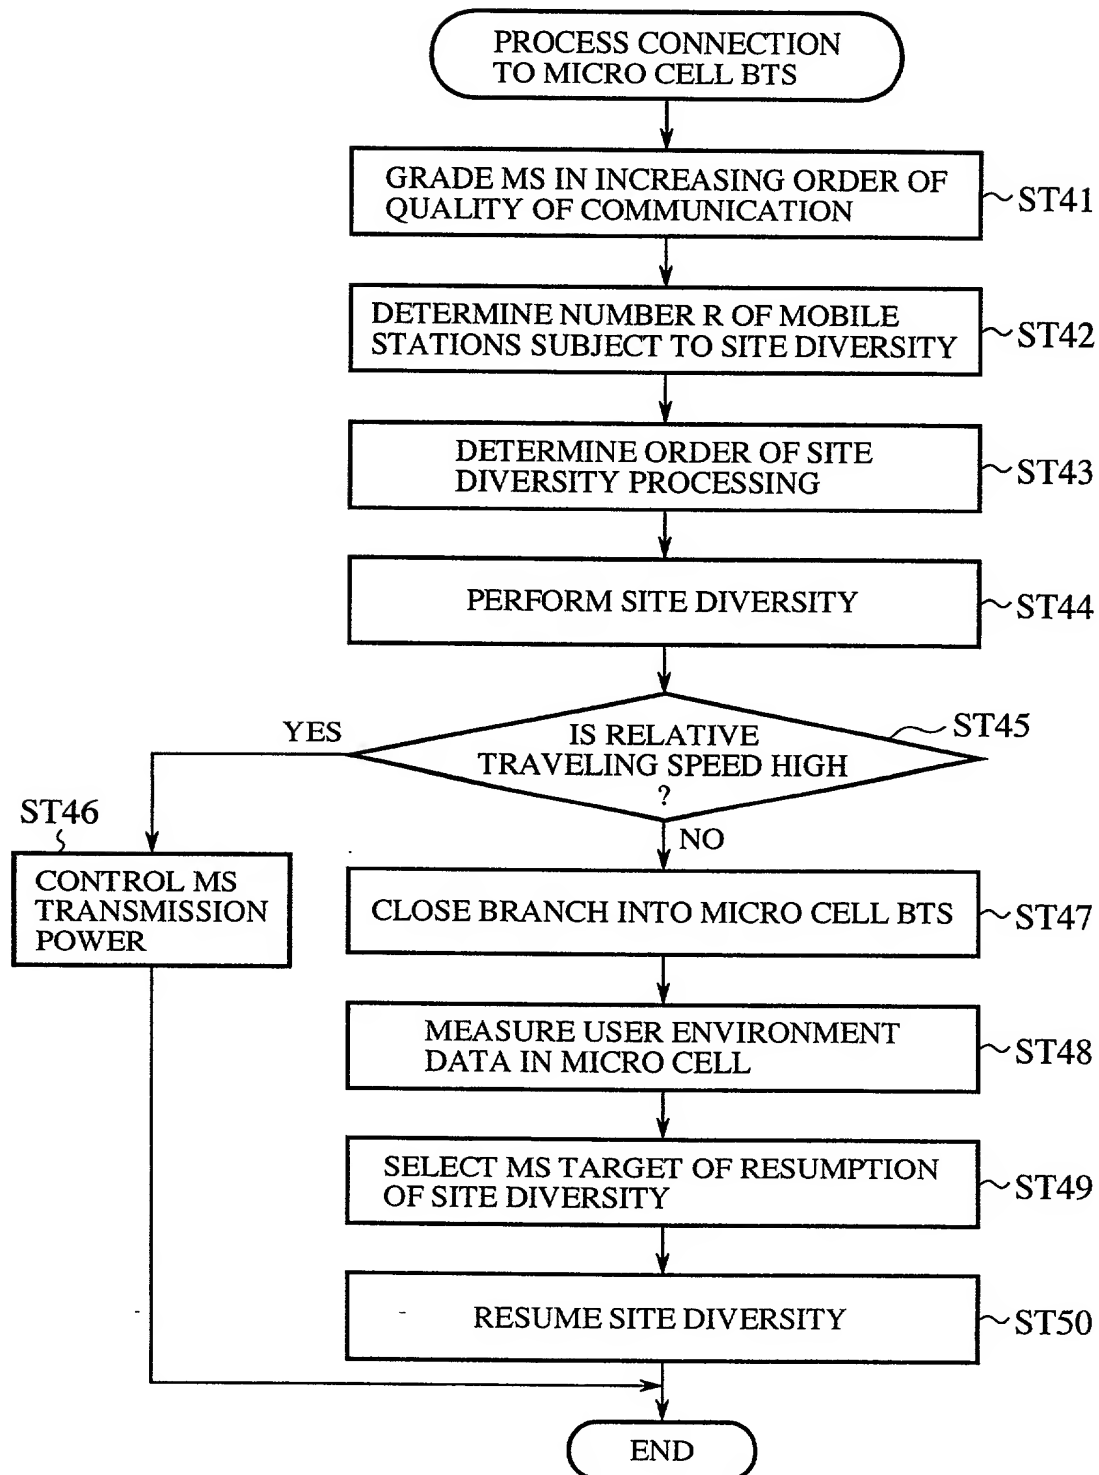 PROCESS CONNECTION
TO MICRO CELL BTS
GRADE MS IN INCREASING ORDER OF
QUALITY OF COMMUNICATION
ST41
DETERMINE NUMBER R OF MOBILE
STATIONS SUBJECT TO SITE DIVERSITY
ST42
DETERMINE ORDER OF SITE
DIVERSITY PROCESSING
ST43
PERFORM SITE DIVERSITY
ST44
YES
IS RELATIVE
TRAVELING SPEED HIGH
?
ST45
ST46
NO
CONTROL MS
TRANSMISSION
POWER
CLOSE BRANCH INTO MICRO CELL BTS
ST47
MEASURE USER ENVIRONMENT
DATA IN MICRO CELL
ST48
SELECT MS TARGET OF RESUMPTION
OF SITE DIVERSITY
ST49
RESUME SITE DIVERSITY
ST50
END